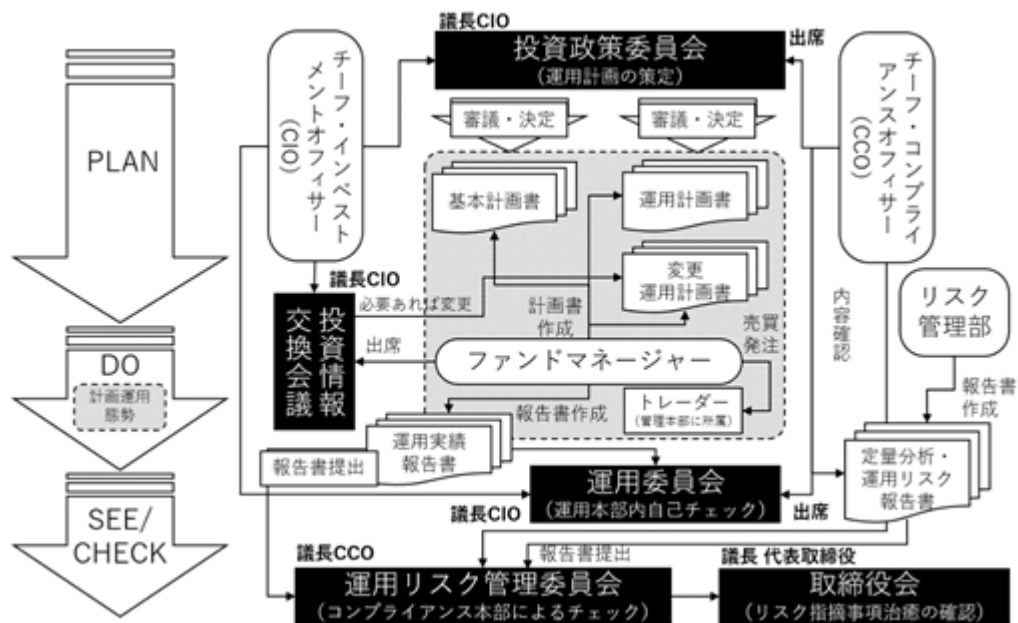 議長CIO
投資政策委員会
(運用計画の策定)
出席
チーフ・インベスト
メントオフィサー
(CIO)
チーフ・コンプライ
アンスオフィサー
(CCO)
PLAN
審議・決定
審議・決定
基本計画書
運用計画書
変更
運用計画書
議長CIO
投資情報
交換会議
必要あれば変更
計画書
作成
売買
発注
内容確認
リスク
管理部
出席
ファンドマネージャー
DO
計画運用
態勢
報告書作成
トレーダー
(管理本部に所属)
報告書
作成
運用実績
報告書
報告書提出
定量分析・
運用リスク
報告書
運用委員会
(運用本部内自己チェック)
議長CIO
出席
SEE/
CHECK
報告書提出
議長CCO
運用リスク管理委員会
(コンプライアンス本部によるチェック)
議長 代表取締役
取締役会
(リスク指摘事項治癒の確認)